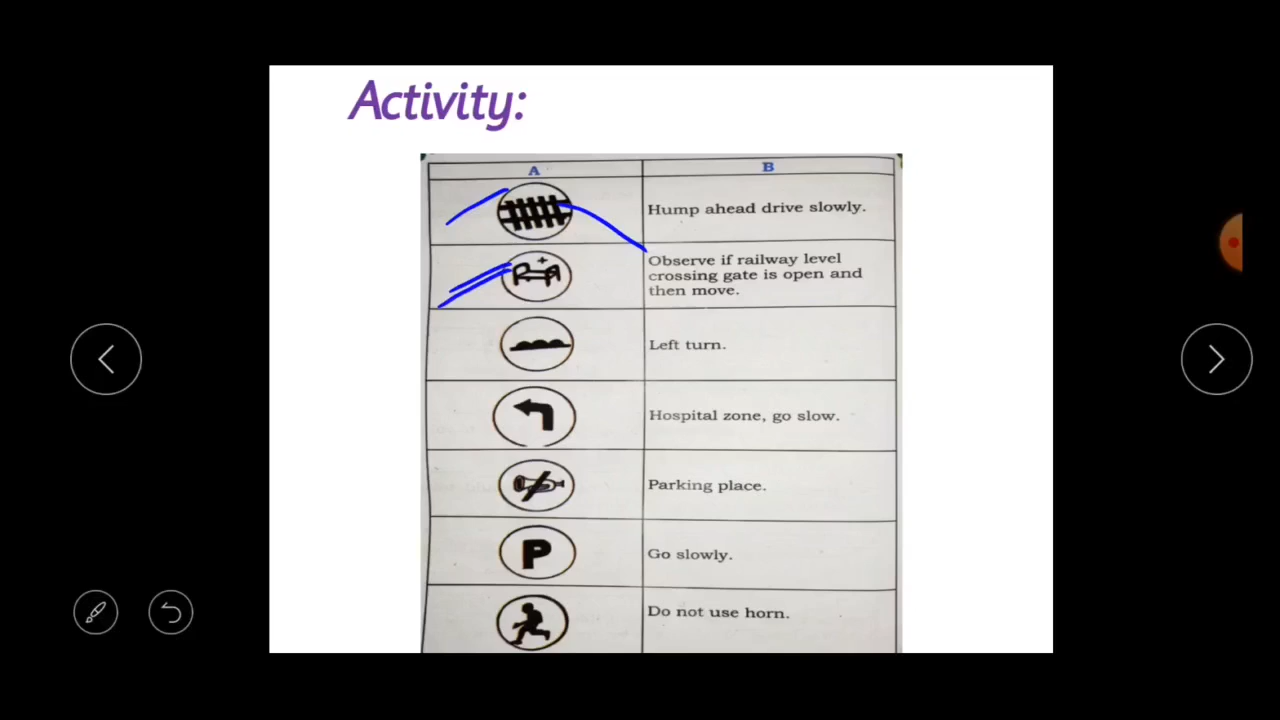 Activity:
A
B
Hump ahead drive slowly.
Observe if railway level
crossing gate is open and
then move.
Left turn.
Hospital zone, go slow.
Parking place.
P
Go slowly.
Do not use horn.